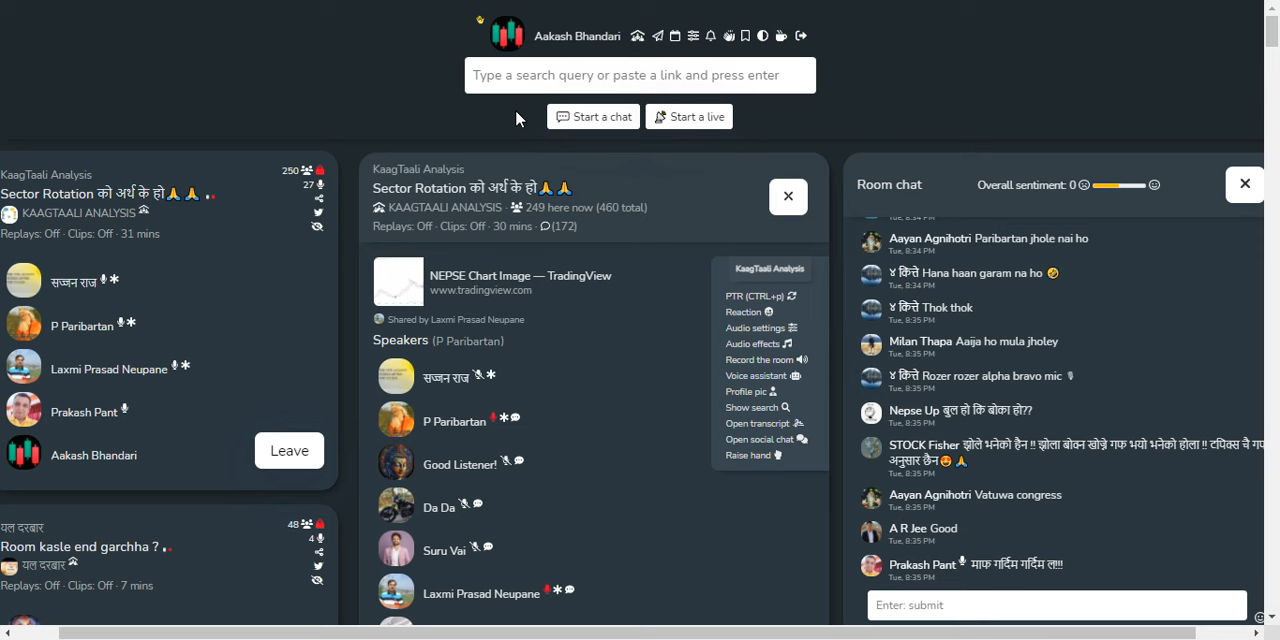 Aakash Bhandari
Type a search query or paste a link and press enter
Start a chat
Start a live
KaagTaali Analysis
250
Sector Rotation को अर्थ के हो🙏🙏
27
KAAGTAALI ANALYSIS
Replays: Off · Clips: Off · 31 mins
सज्जन राज
P Paribartan
Laxmi Prasad Neupane
Prakash Pant
Aakash Bhandari
Leave
यल दरबार
48
Room kasle end garchha ?
4
यल दरबार
Replays: Off · Clips: Off · 7 mins
KaagTaali Analysis
Sector Rotation को अर्थ के हो🙏🙏
KAAGTAALI ANALYSIS · 249 here now (460 total)
Replays: Off · Clips: Off · 30 mins · (172)
NEPSE Chart Image — TradingView
www.tradingview.com
Shared by Laxmi Prasad Neupane
Speakers (P Paribartan)
सज्जन राज
P Paribartan
Good Listener!
Da Da
Suru Vai
Laxmi Prasad Neupane
KaagTaali Analysis
PTR (CTRL+p)
Reaction
Audio settings
Audio effects
Record the room
Voice assistant
Profile pic
Show search
Open transcript
Open social chat
Raise hand
Room chat
Overall sentiment: 0
Tue, 8:34 PM
Aayan Agnihotri Paribartan jhole nai ho
Tue, 8:34 PM
४ कित्ते Hana haan garam na ho 🤣
Tue, 8:34 PM
४ कित्ते Thok thok
Tue, 8:35 PM
Milan Thapa Aaija ho mula jholey
Tue, 8:35 PM
४ कित्ते Rozer rozer alpha bravo mic 🎙
Tue, 8:35 PM
Nepse Up बुल हो कि बोका हो??
Tue, 8:35 PM
STOCK Fisher झोले भनेको हैन !! झोला बोक्न खोज्ने गफ भयो भनेको होला !! टपिक्स चै गफ
अनुसार छैन😍🙏
Tue, 8:35 PM
Aayan Agnihotri Vatuwa congress
Tue, 8:35 PM
A R Jee Good
Tue, 8:35 PM
Prakash Pant माफ गर्दिम गर्दिम ल!!!
Tue, 8:35 PM
Enter: submit